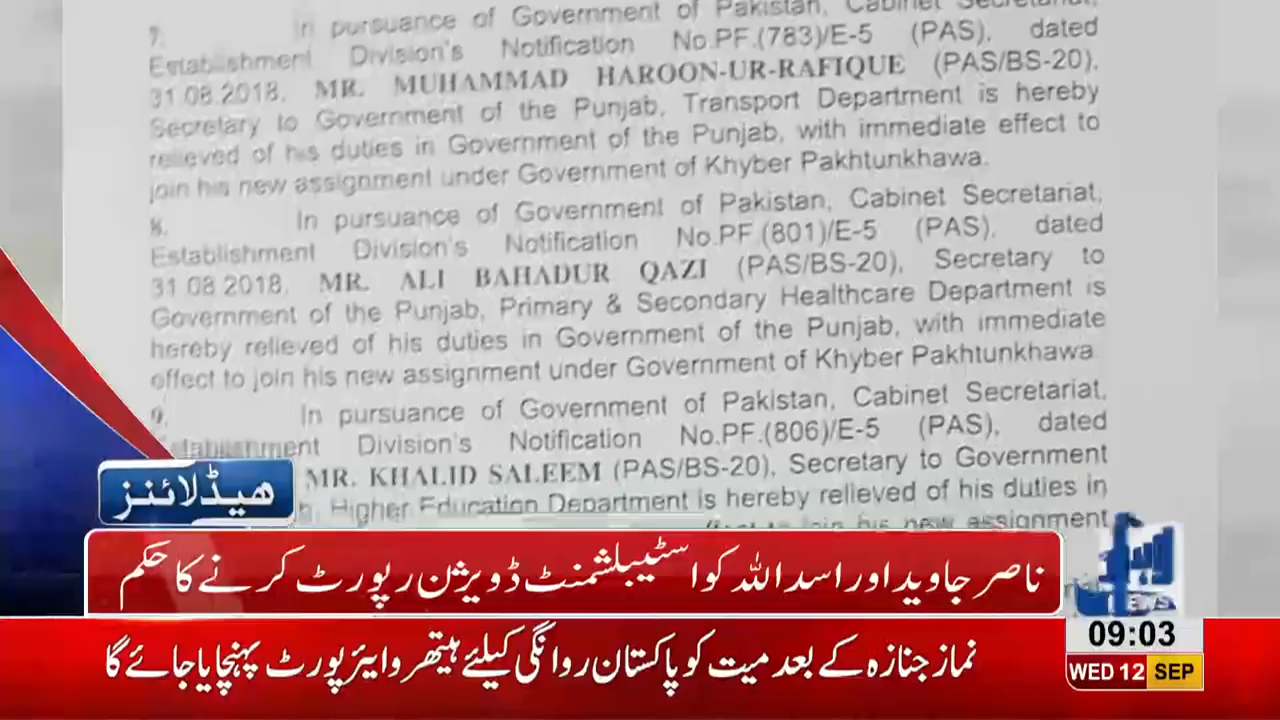 7. In pursuance of Government of Pakistan, Cabinet Secretariat,
Establishment Division's Notification No.PF.(783)/E-5 (PAS), dated
31.08.2018, MR. MUHAMMAD HAROON-UR-RAFIQUE (PAS/BS-20),
Secretary to Government of the Punjab, Transport Department is hereby
relieved of his duties in Government of the Punjab, with immediate effect to
join his new assignment under Government of Khyber Pakhtunkhawa.
8. In pursuance of Government of Pakistan, Cabinet Secretariat,
Establishment Division's Notification No.PF.(801)/E-5 (PAS), dated
31.08.2018, MR. ALI BAHADUR QAZI (PAS/BS-20), Secretary to
Government of the Punjab, Primary & Secondary Healthcare Department is
hereby relieved of his duties in Government of the Punjab, with immediate
effect to join his new assignment under Government of Khyber Pakhtunkhawa.
9. In pursuance of Government of Pakistan, Cabinet Secretariat,
Establishment Division's Notification No.PF.(806)/E-5 (PAS), dated
MR. KHALID SALEEM (PAS/BS-20), Secretary to Government
Higher Education Department is hereby relieved of his duties in
join his new assignment
ھیڈلائنز
ناصر جاوید اور اسد اللہ کو اسٹیبلشمنٹ ڈویژن رپورٹ کرنے کا حکم
نماز جنازہ کے بعد میت کو پاکستان روانگی کیلئے ہیتھرو ایئرپورٹ پہنچایا جائے گا
NEWS
09:03
WED 12 SEP